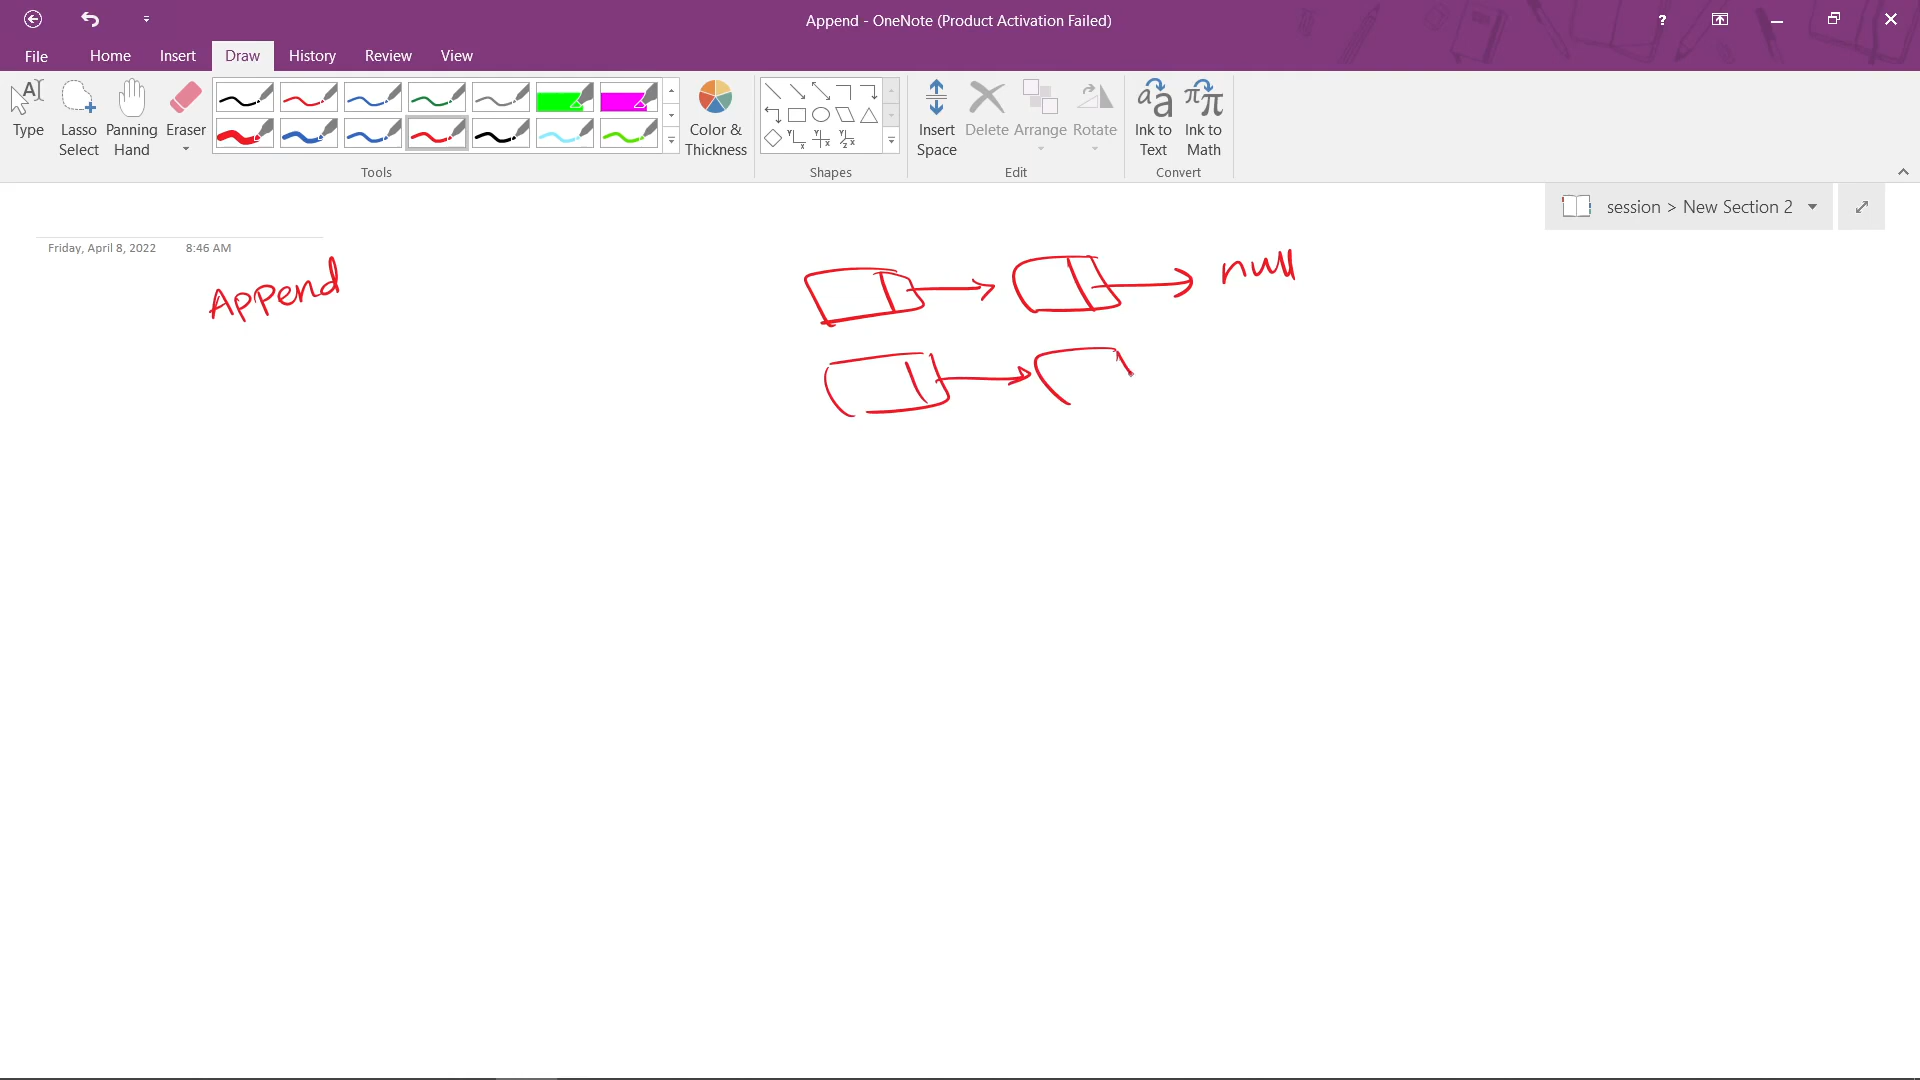 Append - OneNote (Product Activation Failed)
?
File Home Insert Draw History Review View
Type
Lasso Select
Panning Hand
Eraser
Color & Thickness
Insert Space
Delete
Arrange
Rotate
Ink to Text
Ink to Math
Tools
Shapes
Edit
Convert
session > New Section 2
Friday, April 8, 2022 8:46 AM
Append
null